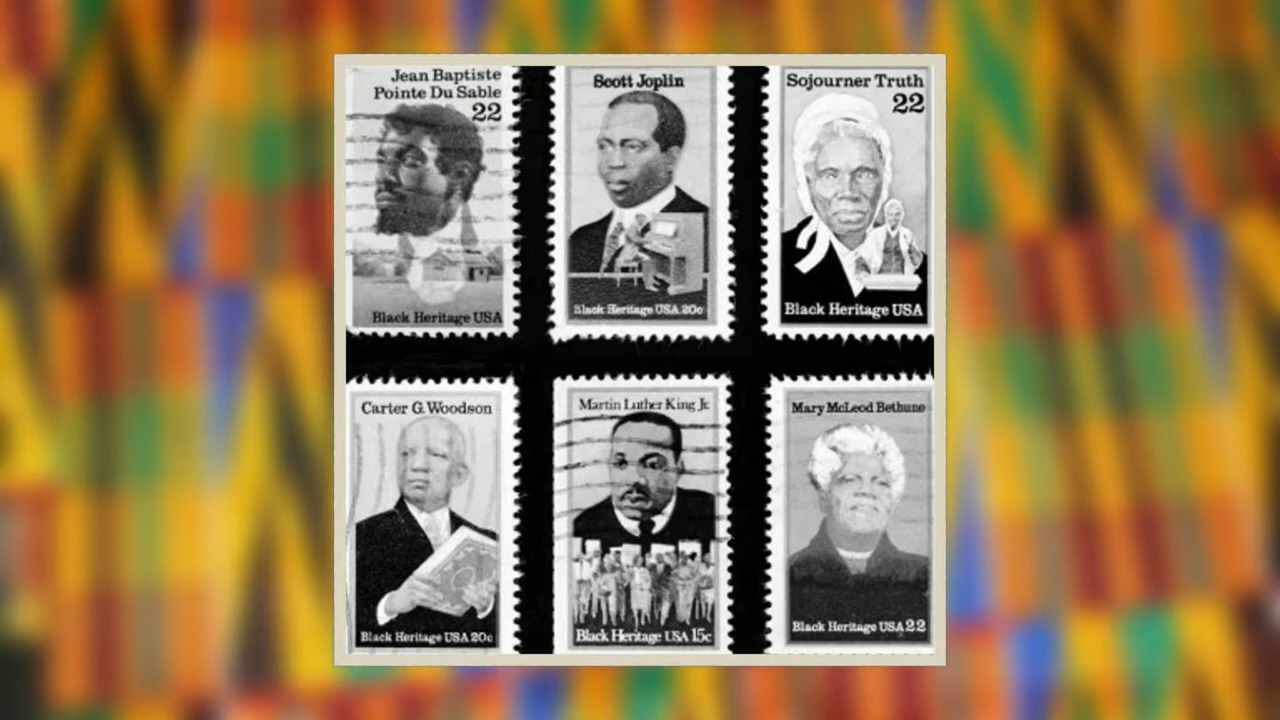 Jean Baptiste
Pointe Du Sable
22
Black Heritage USA
Scott Joplin
Black Heritage USA 20c
Sojourner Truth
22
Black Heritage USA
Carter G. Woodson
Black Heritage USA 20c
Martin Luther King Jr.
Black Heritage USA 15c
Mary McLeod Bethune
Black Heritage USA 22